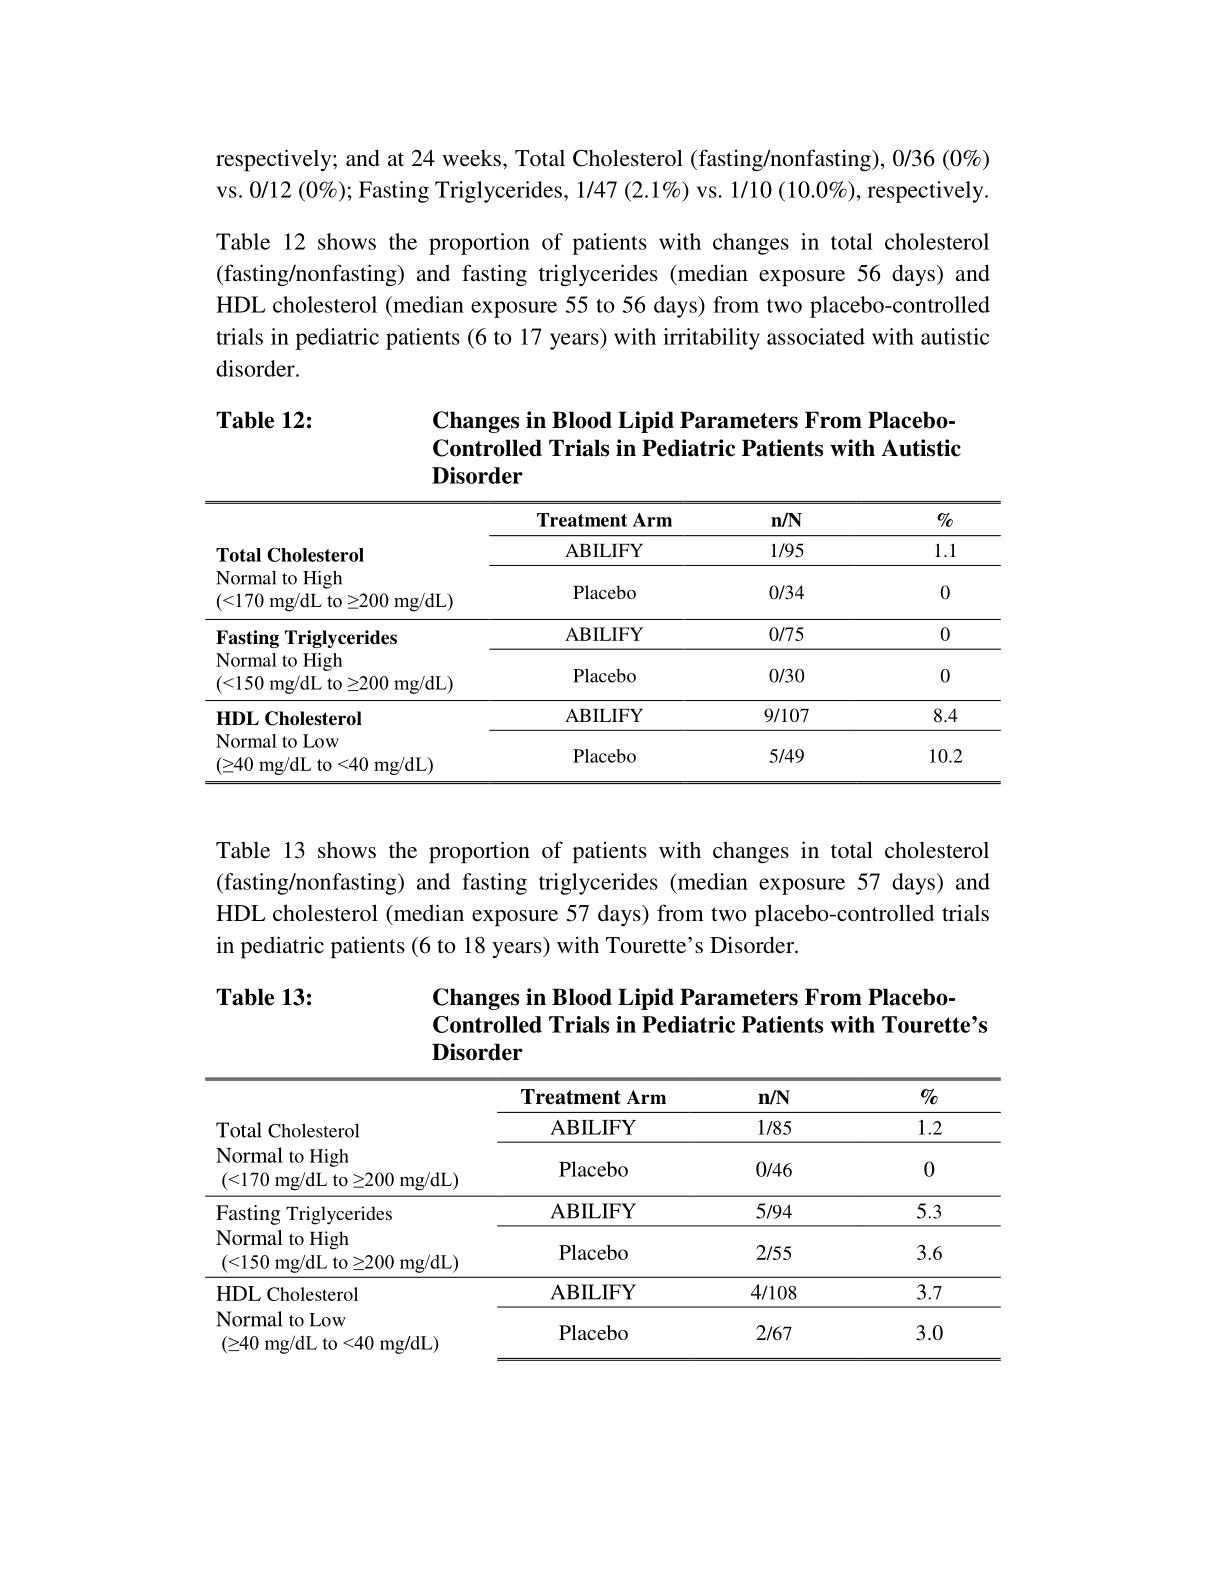 respectively; and at 24 weeks, Total Cholesterol (fasting/nonfasting), 0/36 (0%)
vs. 0/12 (0%); Fasting Triglycerides, 1/47 (2.1%) vs. 1/10 (10.0%), respectively.
Table 12 shows the proportion of patients with changes in total cholesterol
(fasting/nonfasting) and fasting triglycerides (median exposure 56 days) and
HDL cholesterol (median exposure 55 to 56 days) from two placebo-controlled
trials in pediatric patients (6 to 17 years) with irritability associated with autistic
disorder.
Table 12: Changes in Blood Lipid Parameters From Placebo-
Controlled Trials in Pediatric Patients with Autistic
Disorder
Treatment Arm n/N %
Total Cholesterol ABILIFY 1/95 1.1
Normal to High
(<170 mg/dL to ≥200 mg/dL) Placebo 0/34 0
Fasting Triglycerides ABILIFY 0/75 0
Normal to High
(<150 mg/dL to ≥200 mg/dL) Placebo 0/30 0
HDL Cholesterol ABILIFY 9/107 8.4
Normal to Low
(≥40 mg/dL to <40 mg/dL) Placebo 5/49 10.2
Table 13 shows the proportion of patients with changes in total cholesterol
(fasting/nonfasting) and fasting triglycerides (median exposure 57 days) and
HDL cholesterol (median exposure 57 days) from two placebo-controlled trials
in pediatric patients (6 to 18 years) with Tourette’s Disorder.
Table 13: Changes in Blood Lipid Parameters From Placebo-
Controlled Trials in Pediatric Patients with Tourette’s
Disorder
Treatment Arm n/N %
Total Cholesterol ABILIFY 1/85 1.2
Normal to High
(<170 mg/dL to ≥200 mg/dL) Placebo 0/46 0
Fasting Triglycerides ABILIFY 5/94 5.3
Normal to High
(<150 mg/dL to ≥200 mg/dL) Placebo 2/55 3.6
HDL Cholesterol ABILIFY 4/108 3.7
Normal to Low
(≥40 mg/dL to <40 mg/dL) Placebo 2/67 3.0